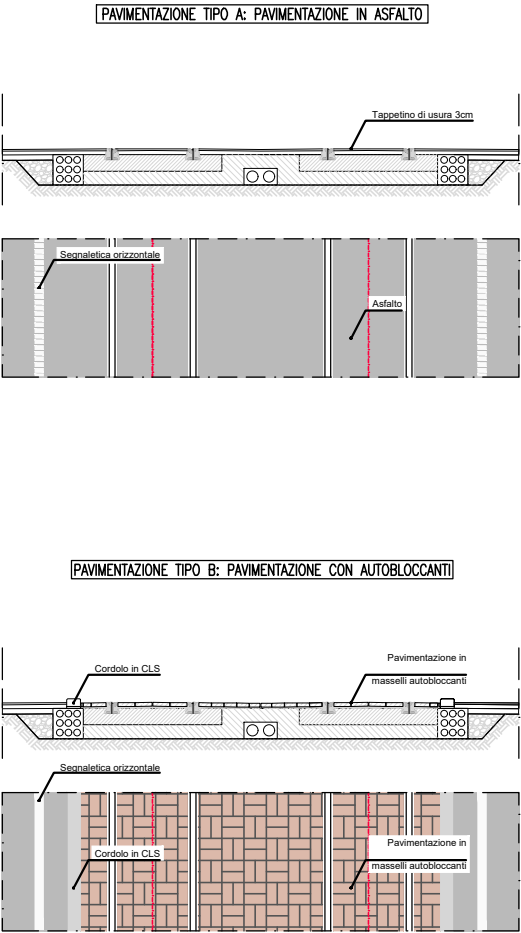 PAVIMENTAZIONE TIPO A: PAVIMENTAZIONE IN ASFALTO
Tappetino di usura 3cm
Segnaletica orizzontale
Asfalto
PAVIMENTAZIONE TIPO B: PAVIMENTAZIONE CON AUTOBLOCCANTI
Cordolo in CLS
Pavimentazione in
masselli autobloccanti
Segnaletica orizzontale
Cordolo in CLS
Pavimentazione in
masselli autobloccanti